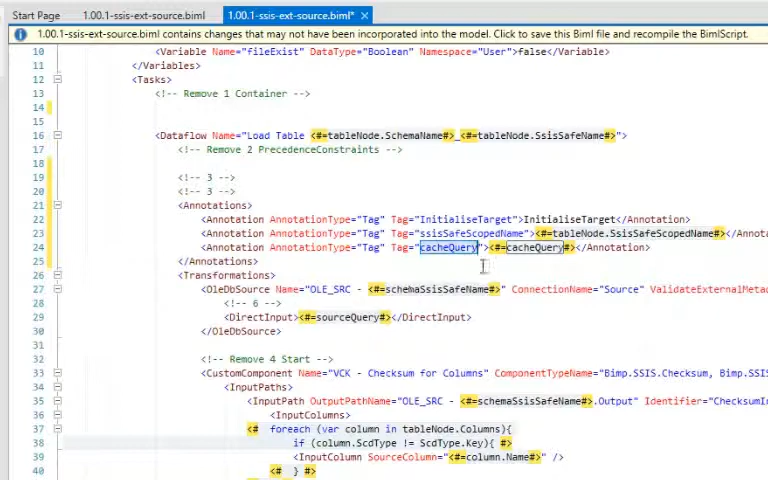 Start Page 1.00.1-ssis-ext-source.biml 1.00.1-ssis-ext-source.biml*
1.00.1-ssis-ext-source.biml contains changes that may not have been incorporated into the model. Click to save this Biml file and recompile the BimlScript.
10 <Variable Name="fileExist" DataType="Boolean" Namespace="User">false</Variable>
11 </Variables>
12 <Tasks>
13 <!-- Remove 1 Container -->
14
15
16 <Dataflow Name="Load Table <#=tableNode.SchemaName#>_<#=tableNode.SsisSafeName#>">
17 <!-- Remove 2 PrecedenceConstraints -->
18
19 <!-- 3 -->
20 <!-- 3 -->
21 <Annotations>
22 <Annotation AnnotationType="Tag" Tag="InitialiseTarget">InitialiseTarget</Annotation>
23 <Annotation AnnotationType="Tag" Tag="ssisSafeScopedName"><#=tableNode.SsisSafeScopedName#></Annota
24 <Annotation AnnotationType="Tag" Tag="cacheQuery"><#=cacheQuery#></Annotation>
25 </Annotations>
26 <Transformations>
27 <OleDbSource Name="OLE_SRC - <#=schemaSsisSafeName#>" ConnectionName="Source" ValidateExternalMetad
28 <!-- 6 -->
29 <DirectInput><#=sourceQuery#></DirectInput>
30 </OleDbSource>
31
32 <!-- Remove 4 Start -->
33 <CustomComponent Name="VCK - Checksum for Columns" ComponentTypeName="Bimp.SSIS.Checksum, Bimp.SSIS
34 <InputPaths>
35 <InputPath OutputPathName="OLE_SRC - <#=schemaSsisSafeName#>.Output" Identifier="ChecksumIn
36 <InputColumns>
37 <# foreach (var column in tableNode.Columns){
38 if (column.ScdType != ScdType.Key){ #>
39 <InputColumn SourceColumn="<#=column.Name#>" />
40 <# } #>